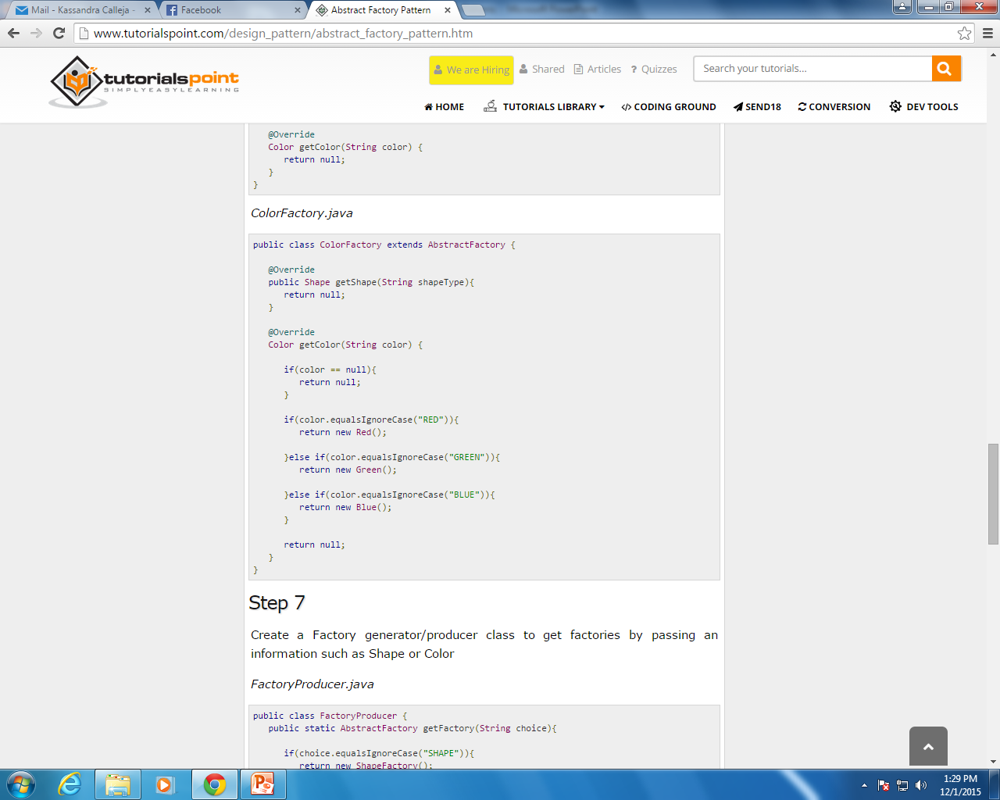 Mail - Kassandra Calleja -
Facebook
Abstract Factory Pattern
www.tutorialspoint.com/design_pattern/abstract_factory_pattern.htm
tutorialspoint
SIMPLYEASYLEARNING
We are Hiring
Shared
Articles
? Quizzes
Search your tutorials...
HOME
TUTORIALS LIBRARY
</> CODING GROUND
SEND18
CONVERSION
DEV TOOLS
@Override
Color getColor(String color) {
return null;
}
}
ColorFactory.java
public class ColorFactory extends AbstractFactory {
@Override
public Shape getShape(String shapeType){
return null;
}
@Override
Color getColor(String color) {
if(color == null){
return null;
}
if(color.equalsIgnoreCase("RED")){
return new Red();
}else if(color.equalsIgnoreCase("GREEN")){
return new Green();
}else if(color.equalsIgnoreCase("BLUE")){
return new Blue();
}
return null;
}
}
Step 7
Create a Factory generator/producer class to get factories by passing an
information such as Shape or Color
FactoryProducer.java
public class FactoryProducer {
public static AbstractFactory getFactory(String choice){
if(choice.equalsIgnoreCase("SHAPE")){
return new ShapeFactory();
1:29 PM
12/1/2015